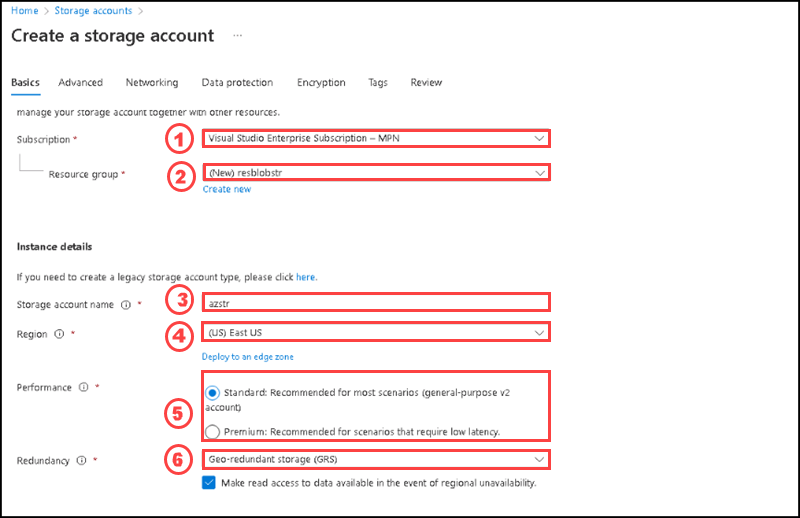 Home > Storage accounts >
Create a storage account ...
Basics Advanced Networking Data protection Encryption Tags Review
manage your storage account together with other resources.
Subscription * 1 Visual Studio Enterprise Subscription – MPN
Resource group * 2 (New) resblobstr
Create new
Instance details
If you need to create a legacy storage account type, please click here.
Storage account name * 3 azstr
Region * 4 (US) East US
Deploy to an edge zone
Performance * Standard: Recommended for most scenarios (general-purpose v2
account)
5
Premium: Recommended for scenarios that require low latency.
Redundancy * 6 Geo-redundant storage (GRS)
Make read access to data available in the event of regional unavailability.